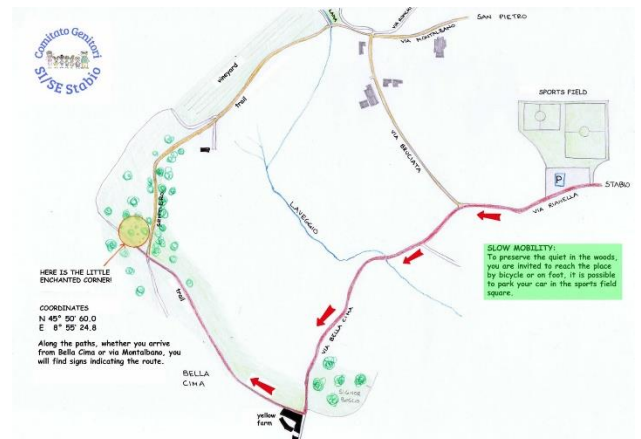 Comitato Genitori
SI/SE Stabio
SAN PIETRO
VIA MONTALBANO
vineyard
trail
SPORTS FIELD
P
STABIO
VIA RIANELLA
VIA BROCIATA
LAVEGGIO
SENTIERO
HERE IS THE LITTLE
ENCHANTED CORNER!
trail
COORDINATES
N 45° 50' 60.0
E 8° 55' 24.8
Along the paths, whether you arrive
from Bella Cima or via Montalbano, you
will find signs indicating the route.
SLOW MOBILITY:
To preserve the quiet in the woods,
you are invited to reach the place
by bicycle or on foot, it is possible
to park your car in the sports field
square.
VIA BELLA CIMA
BELLA
CIMA
yellow
farm